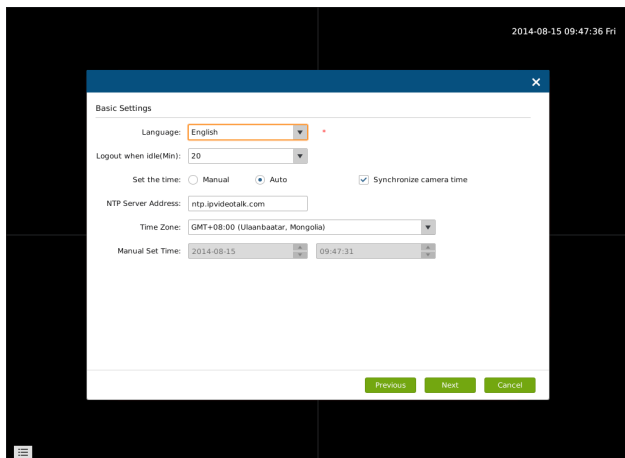 2014-08-15 09:47:36 Fri
Basic Settings
Language: English *
Logout when idle(Min): 20
Set the time: Manual Auto Synchronize camera time
NTP Server Address: ntp.ipvideotalk.com
Time Zone: GMT+08:00 (Ulaanbaatar, Mongolia)
Manual Set Time: 2014-08-15 09:47:31
Previous Next Cancel